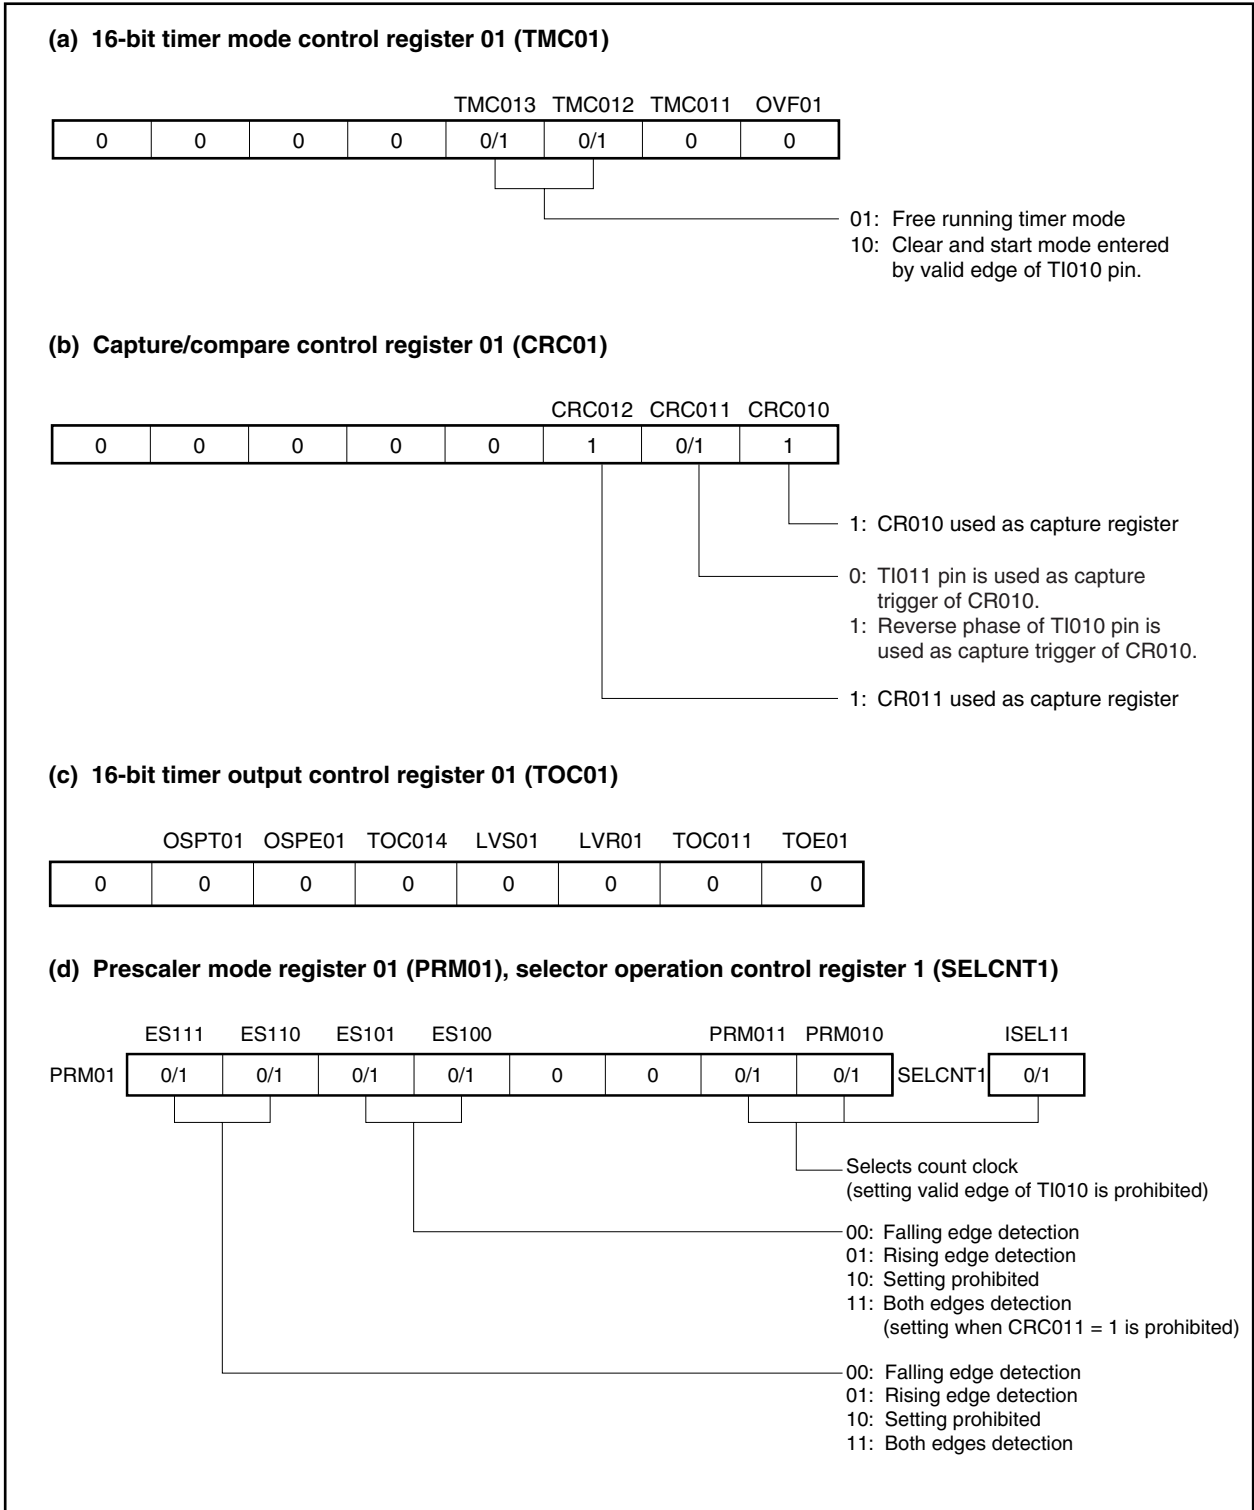 (a) 16-bit timer mode control register 01 (TMC01)
TMC013 TMC012 TMC011 OVF01
0 0 0 0 0/1 0/1 0 0
01: Free running timer mode
10: Clear and start mode entered
by valid edge of TI010 pin.
(b) Capture/compare control register 01 (CRC01)
CRC012 CRC011 CRC010
0 0 0 0 0 1 0/1 1
1: CR010 used as capture register
0: TI011 pin is used as capture
trigger of CR010.
1: Reverse phase of TI010 pin is
used as capture trigger of CR010.
1: CR011 used as capture register
(c) 16-bit timer output control register 01 (TOC01)
OSPT01 OSPE01 TOC014 LVS01 LVR01 TOC011 TOE01
0 0 0 0 0 0 0 0
(d) Prescaler mode register 01 (PRM01), selector operation control register 1 (SELCNT1)
ES111 ES110 ES101 ES100 PRM011 PRM010 ISEL11
PRM01 0/1 0/1 0/1 0/1 0 0 0/1 0/1 SELCNT1 0/1
Selects count clock
(setting valid edge of TI010 is prohibited)
00: Falling edge detection
01: Rising edge detection
10: Setting prohibited
11: Both edges detection
(setting when CRC011 = 1 is prohibited)
00: Falling edge detection
01: Rising edge detection
10: Setting prohibited
11: Both edges detection